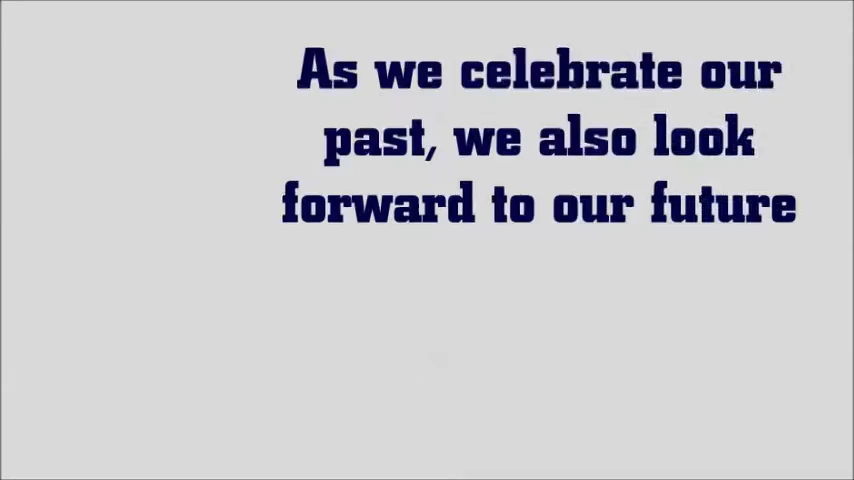 As we celebrate our
past, we also look
forward to our future